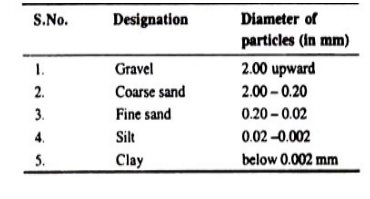 S.No. Designation Diameter of
particles (in mm)
1. Gravel 2.00 upward
2. Coarse sand 2.00 – 0.20
3. Fine sand 0.20 – 0.02
4. Silt 0.02 –0.002
5. Clay below 0.002 mm